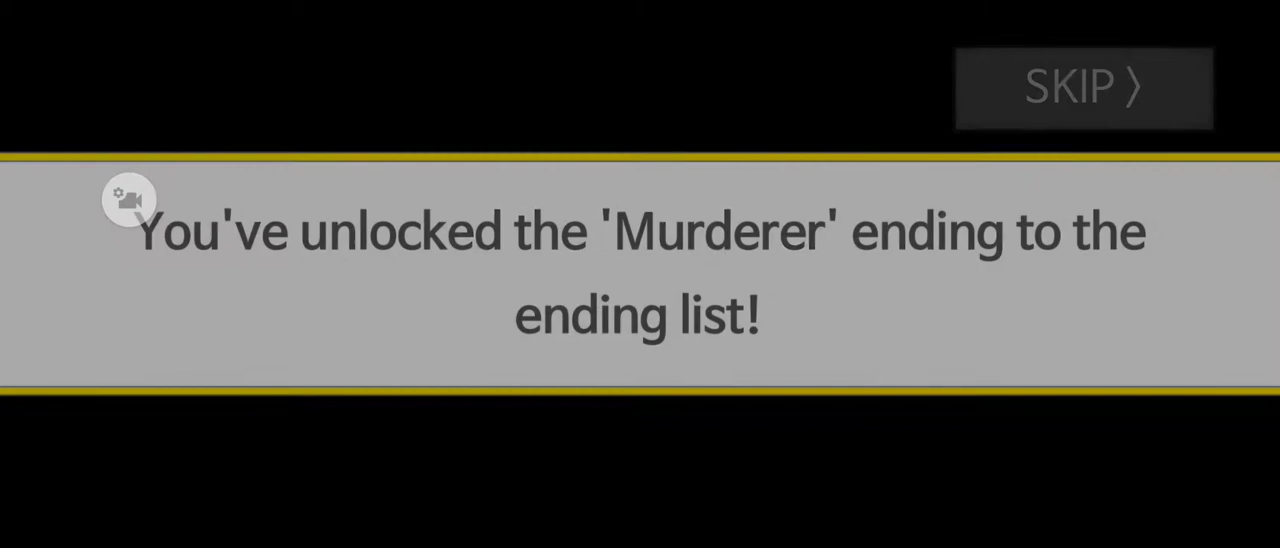 SKIP 〉
You've unlocked the 'Murderer' ending to the
ending list!